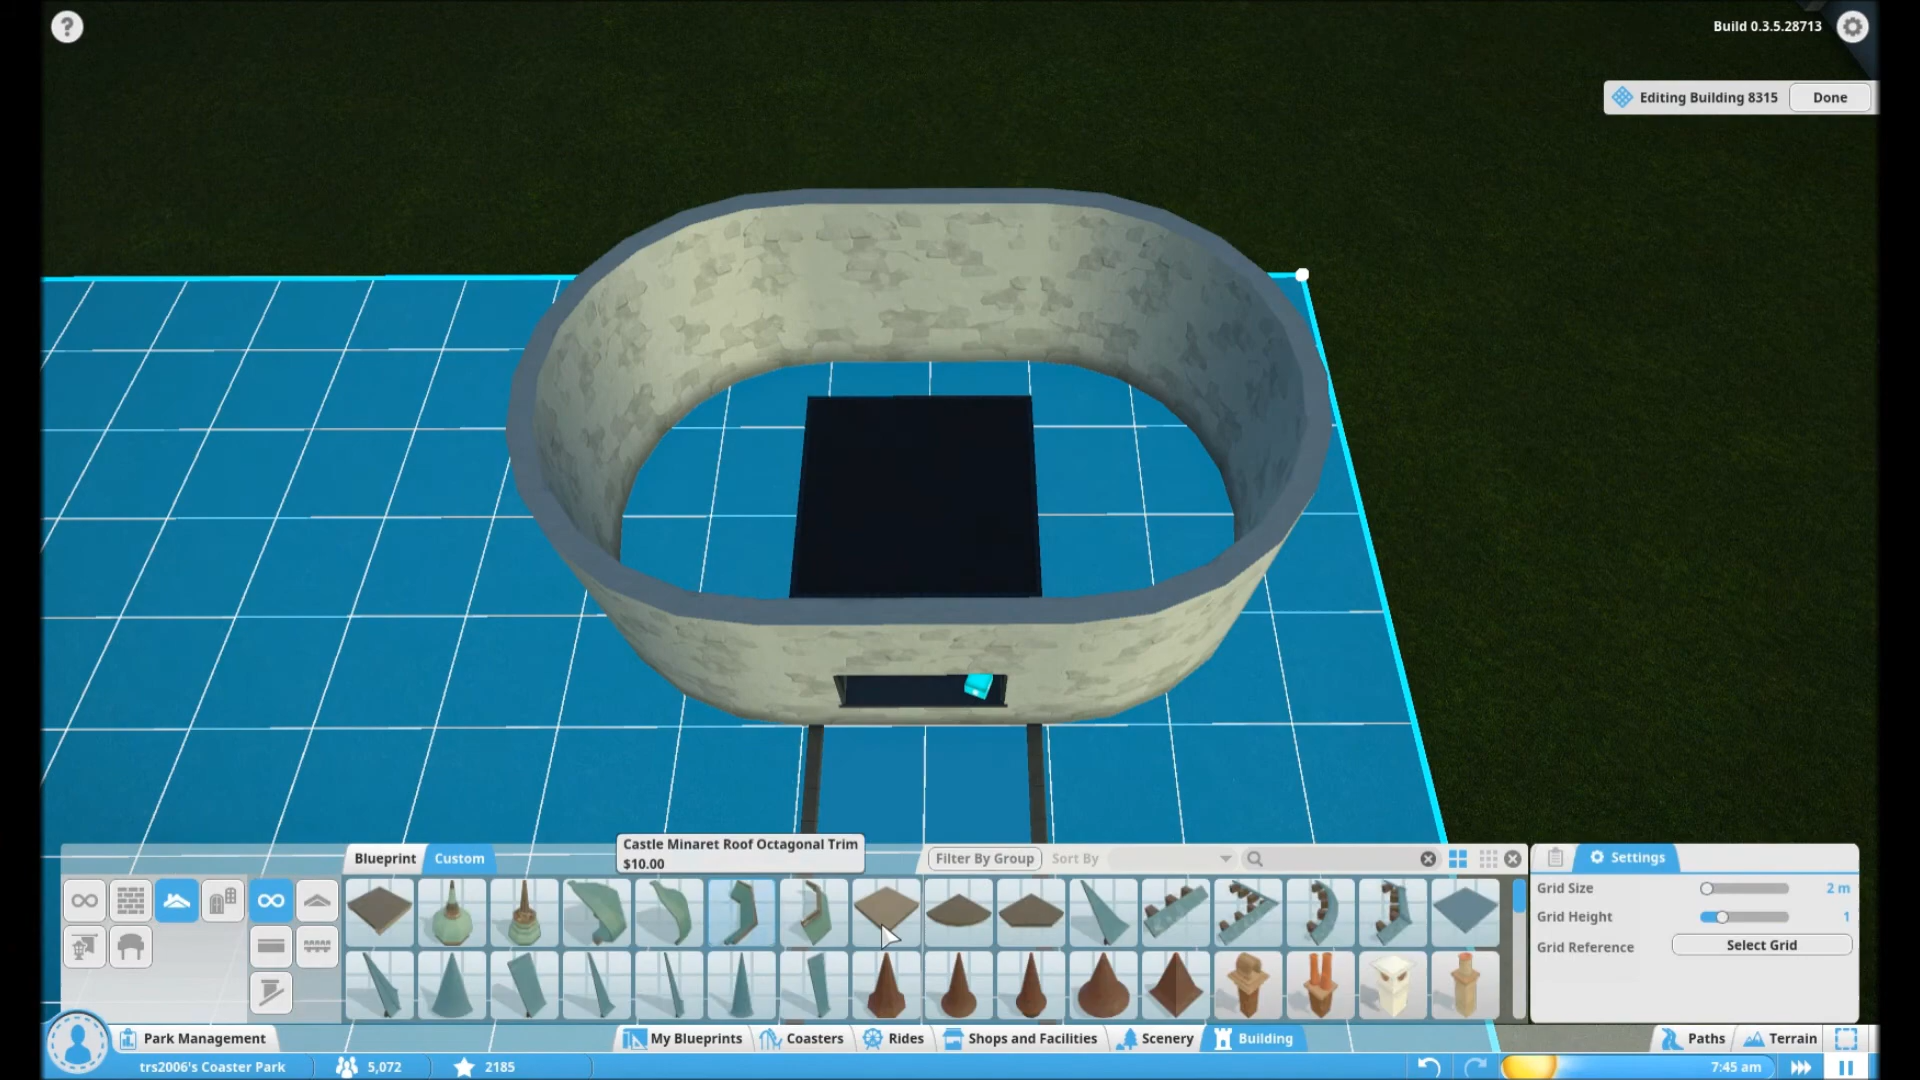 ?
Build 0.3.5.28713
Editing Building 8315
Done
Castle Minaret Roof Octagonal Trim
$10.00
Blueprint
Custom
Filter By Group
Sort By
Settings
Grid Size
2 m
Grid Height
1
Grid Reference
Select Grid
Park Management
My Blueprints
Coasters
Rides
Shops and Facilities
Scenery
Building
Paths
Terrain
trs2006's Coaster Park
5,072
2185
7:45 am